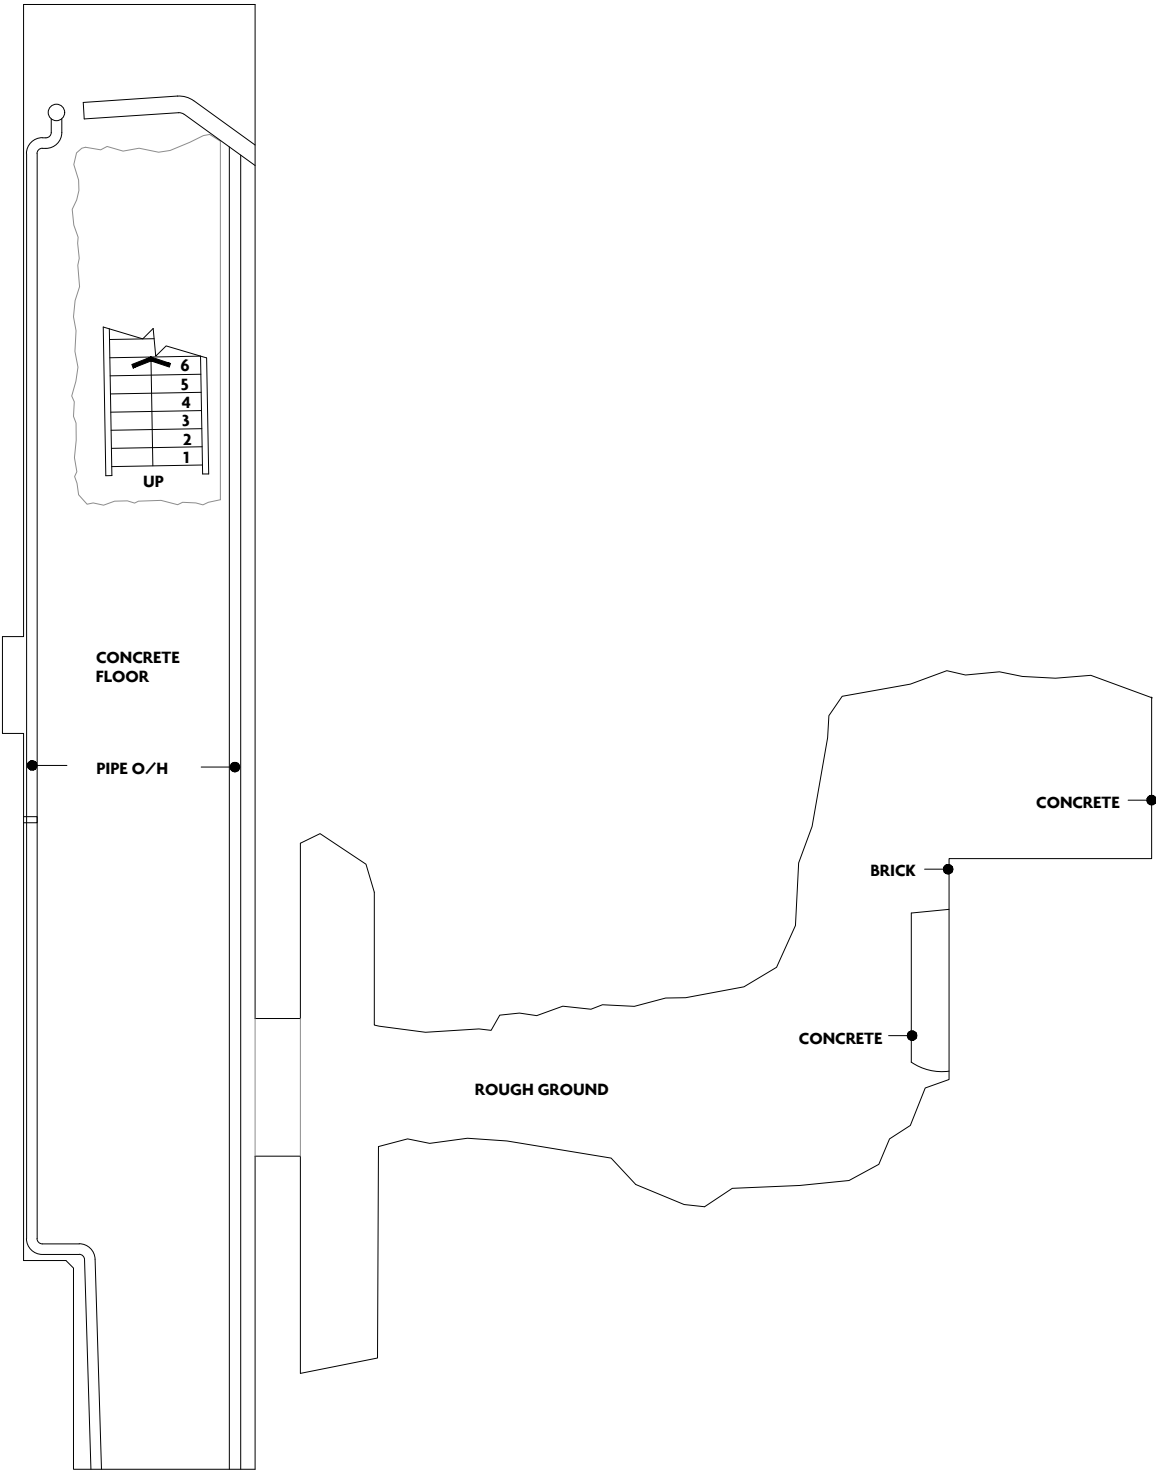 6
5
4
3
2
1
UP
CONCRETE
FLOOR
PIPE O/H
CONCRETE
BRICK
CONCRETE
ROUGH GROUND